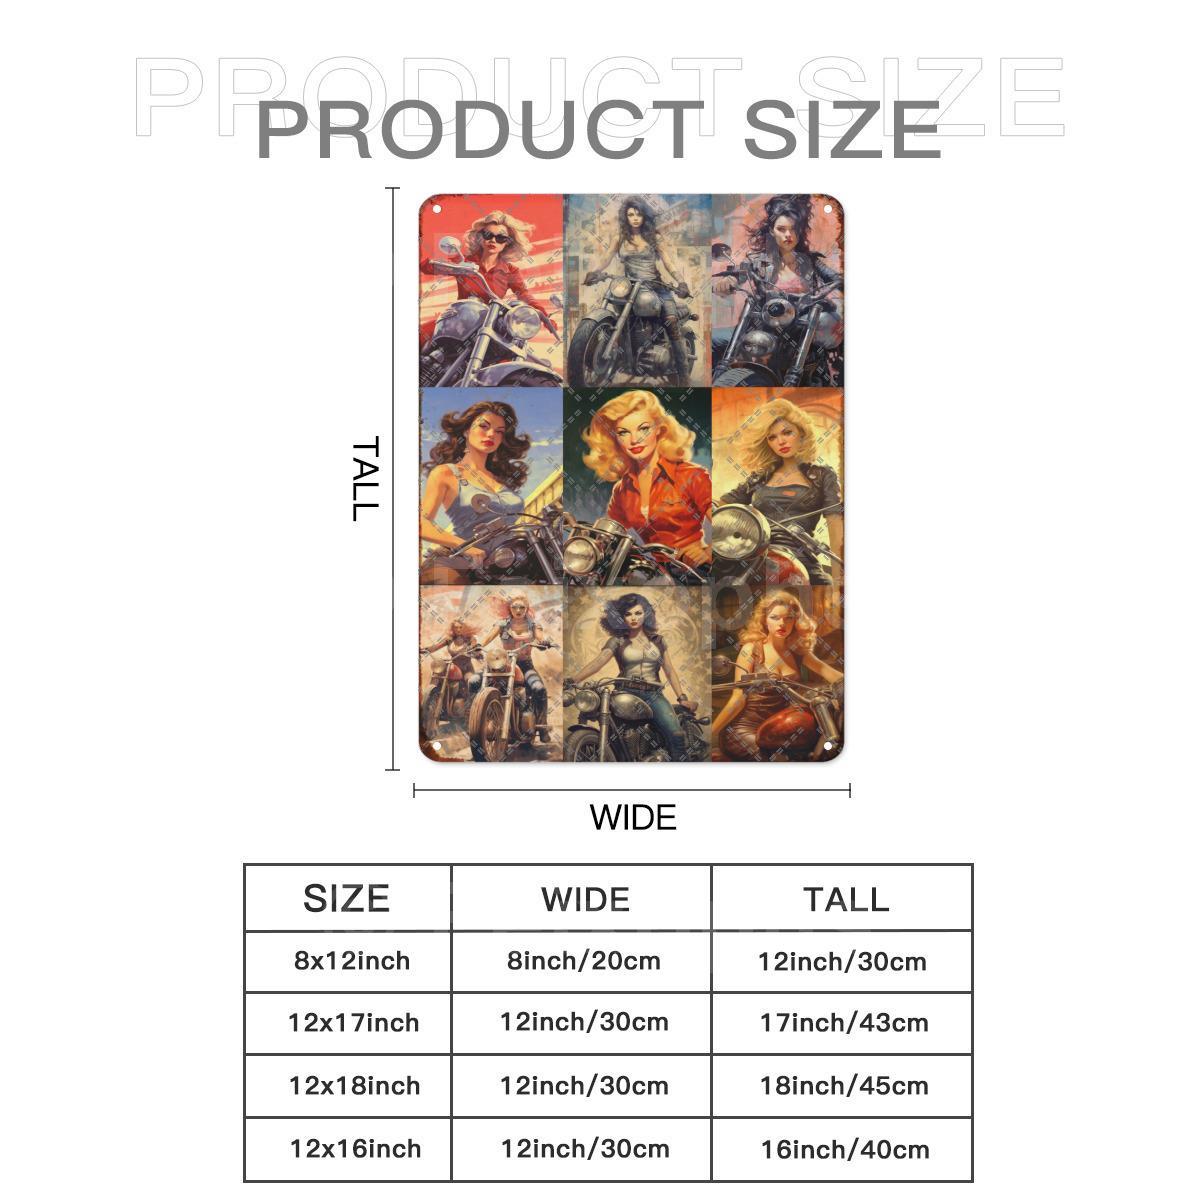 PRODUCT SIZE
PRODUCT SIZE
TALL
WIDE
SIZE WIDE TALL
8x12inch 8inch/20cm 12inch/30cm
12x17inch 12inch/30cm 17inch/43cm
12x18inch 12inch/30cm 18inch/45cm
12x16inch 12inch/30cm 16inch/40cm